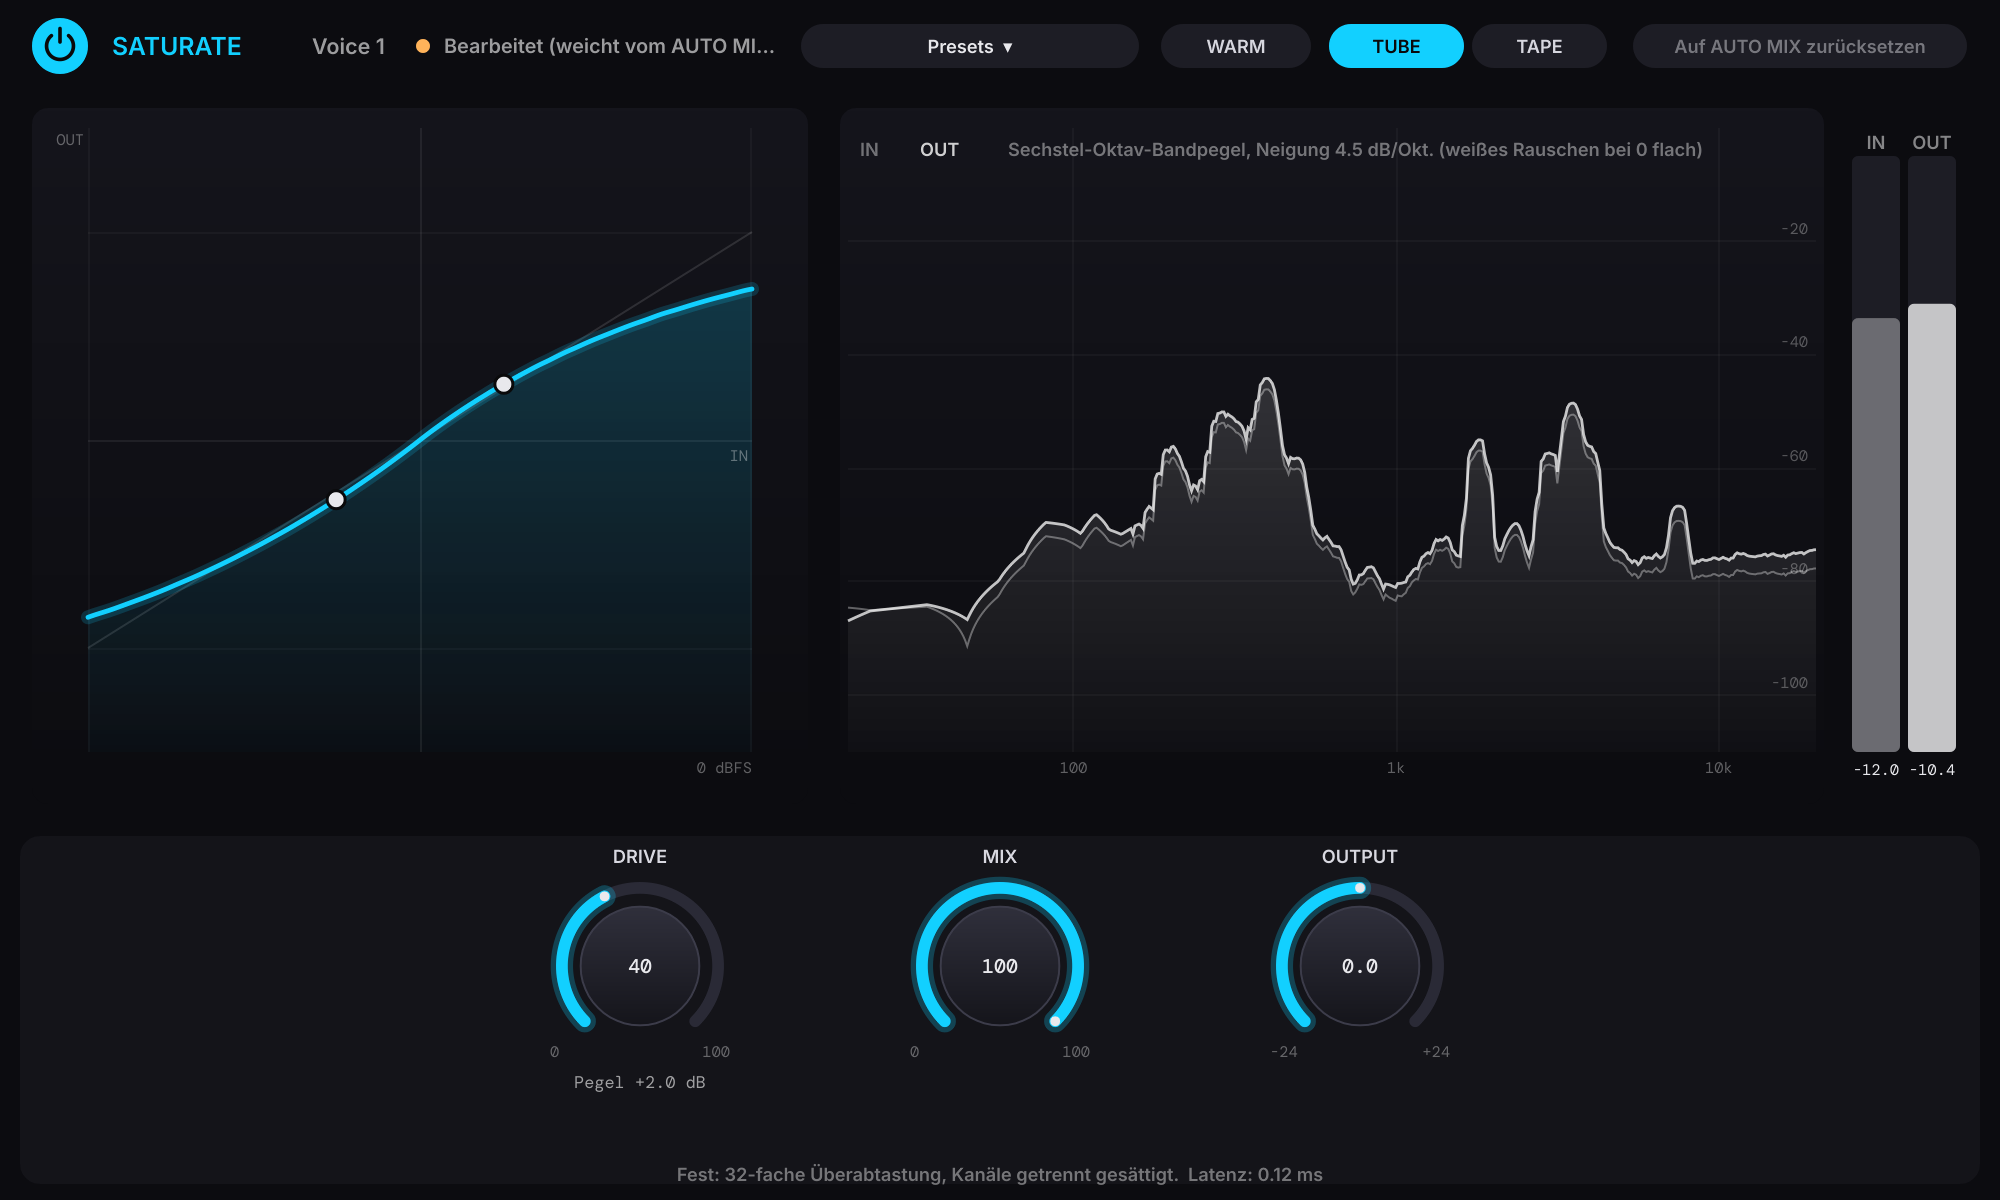 SATURATE
Voice 1
Bearbeitet (weicht vom AUTO MI...
Presets ▾
WARM
TUBE
TAPE
Auf AUTO MIX zurücksetzen
OUT
IN
0 dBFS
IN
OUT
Sechstel-Oktav-Bandpegel, Neigung 4.5 dB/Okt. (weißes Rauschen bei 0 flach)
-20
-40
-60
-80
-100
100
1k
10k
IN
OUT
-12.0
-10.4
DRIVE
MIX
OUTPUT
40
100
0.0
0
100
0
100
-24
+24
Pegel +2.0 dB
Fest: 32-fache Überabtastung, Kanäle getrennt gesättigt. Latenz: 0.12 ms